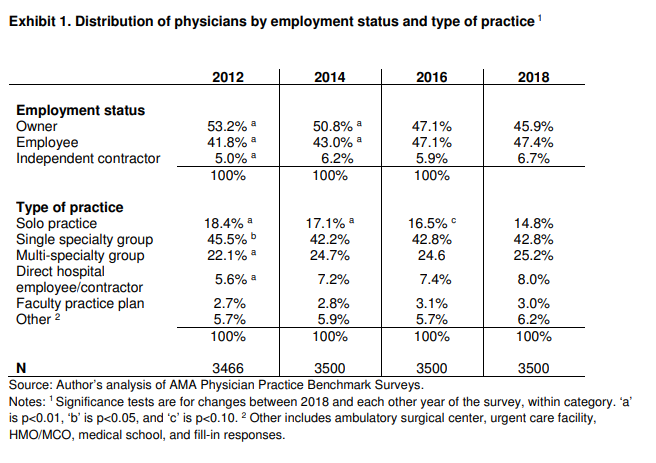 Exhibit 1. Distribution of physicians by employment status and type of practice 1
2012 2014 2016 2018
Employment status
Owner 53.2% a 50.8% a 47.1% 45.9%
Employee 41.8% a 43.0% a 47.1% 47.4%
Independent contractor 5.0% a 6.2% 5.9% 6.7%
100% 100% 100%
Type of practice
Solo practice 18.4% a 17.1% a 16.5% c 14.8%
Single specialty group 45.5% b 42.2% 42.8% 42.8%
Multi-specialty group 22.1% a 24.7% 24.6 25.2%
Direct hospital
employee/contractor 5.6% a 7.2% 7.4% 8.0%
Faculty practice plan 2.7% 2.8% 3.1% 3.0%
Other 2 5.7% 5.9% 5.7% 6.2%
100% 100% 100% 100%
N 3466 3500 3500 3500
Source: Author's analysis of AMA Physician Practice Benchmark Surveys.
Notes: 1 Significance tests are for changes between 2018 and each other year of the survey, within category. 'a'
is p<0.01, 'b' is p<0.05, and 'c' is p<0.10. 2 Other includes ambulatory surgical center, urgent care facility,
HMO/MCO, medical school, and fill-in responses.